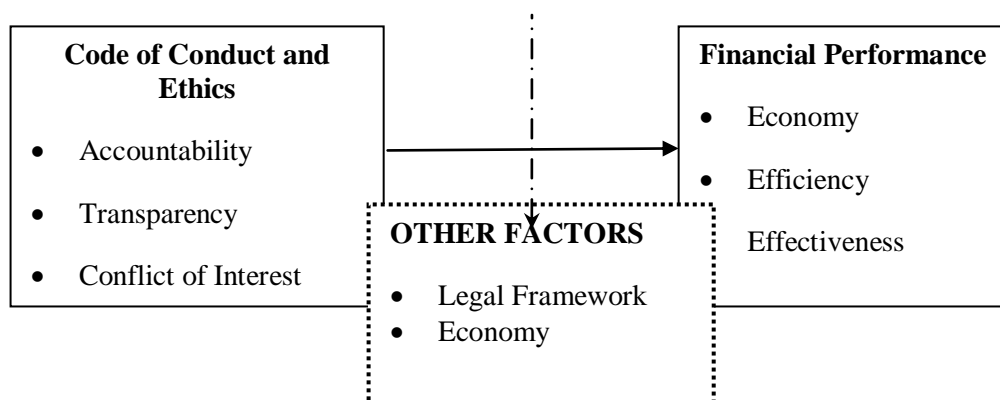 Code of Conduct and
Ethics
• Accountability
• Transparency
• Conflict of Interest
Financial Performance
• Economy
• Efficiency
Effectiveness
OTHER FACTORS
• Legal Framework
• Economy